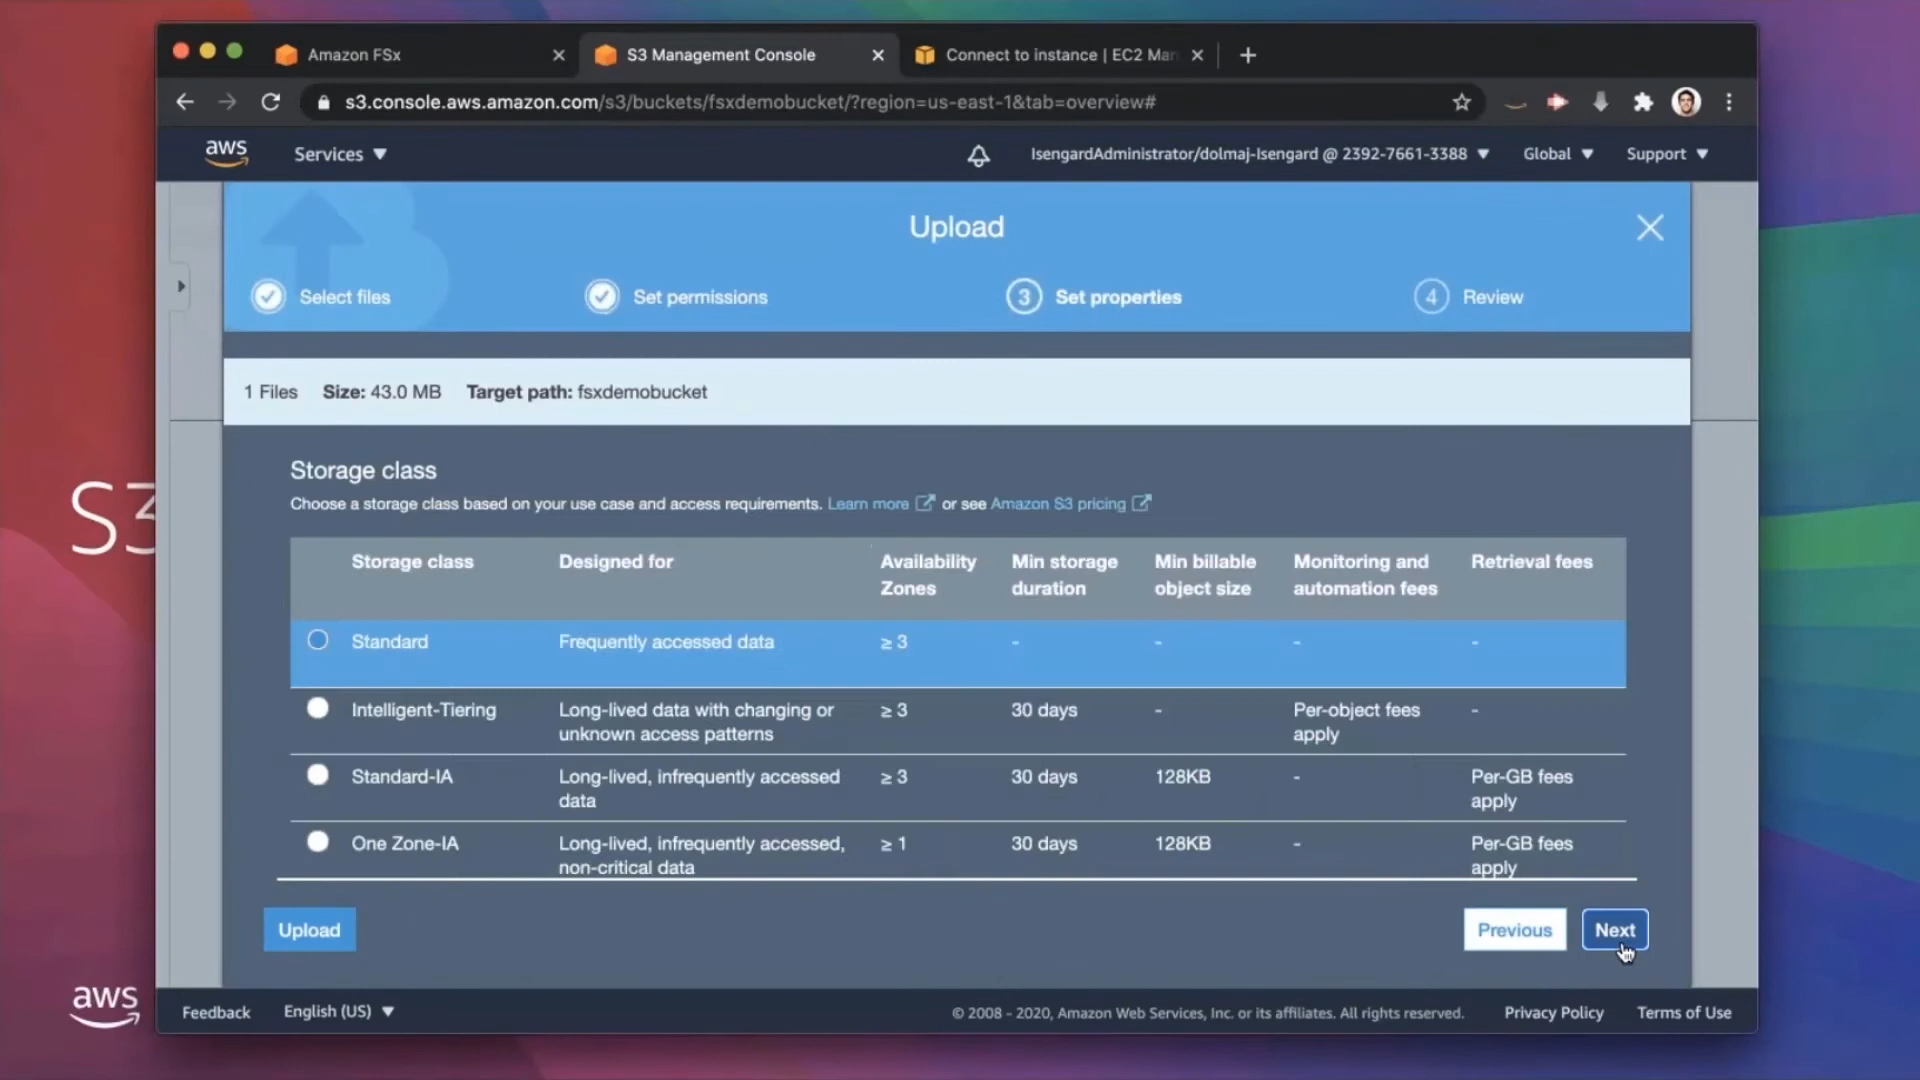 Amazon FSx
S3 Management Console
Connect to instance | EC2 Man
s3.console.aws.amazon.com/s3/buckets/fsxdemobucket/?region=us-east-1&tab=overview#
aws
Services
IsengardAdministrator/dolmaj-Isengard @ 2392-7661-3388
Global
Support
Upload
Select files
Set permissions
3 Set properties
4 Review
1 Files Size: 43.0 MB Target path: fsxdemobucket
Storage class
Choose a storage class based on your use case and access requirements. Learn more or see Amazon S3 pricing
Storage class Designed for Availability Zones Min storage duration Min billable object size Monitoring and automation fees Retrieval fees
Standard Frequently accessed data ≥ 3 - - - -
Intelligent-Tiering Long-lived data with changing or unknown access patterns ≥ 3 30 days - Per-object fees apply -
Standard-IA Long-lived, infrequently accessed data ≥ 3 30 days 128KB - Per-GB fees apply
One Zone-IA Long-lived, infrequently accessed, non-critical data ≥ 1 30 days 128KB - Per-GB fees apply
Upload
Previous
Next
Feedback
English (US)
© 2008 - 2020, Amazon Web Services, Inc. or its affiliates. All rights reserved.
Privacy Policy
Terms of Use
S3
aws